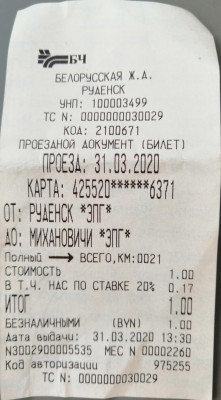 БЧ
БЕЛОРУССКАЯ Ж.Д.
РУДЕНСК
УНП: 100003499
ТС N: 0000000030029
КОД: 2100671
ПРОЕЗДНОЙ ДОКУМЕНТ (БИЛЕТ)
ПРОЕЗД: 31.03.2020
КАРТА: 425520******6371
ОТ: РУДЕНСК *ЭПГ*
ДО: МИХАНОВИЧИ *ЭПГ*
Полный → ВСЕГО,КМ:0021
СТОИМОСТЬ 1.00
В Т.Ч. НДС ПО СТАВКЕ 20% 0.17
ИТОГ 1.00
БЕЗНАЛИЧНЫМИ (BYN) 1.00
Дата выдачи: 31.03.2020 13:30
N3002900005535 МЕС N 00002260
Код авторизации 975255
ТС N: 0000000030029